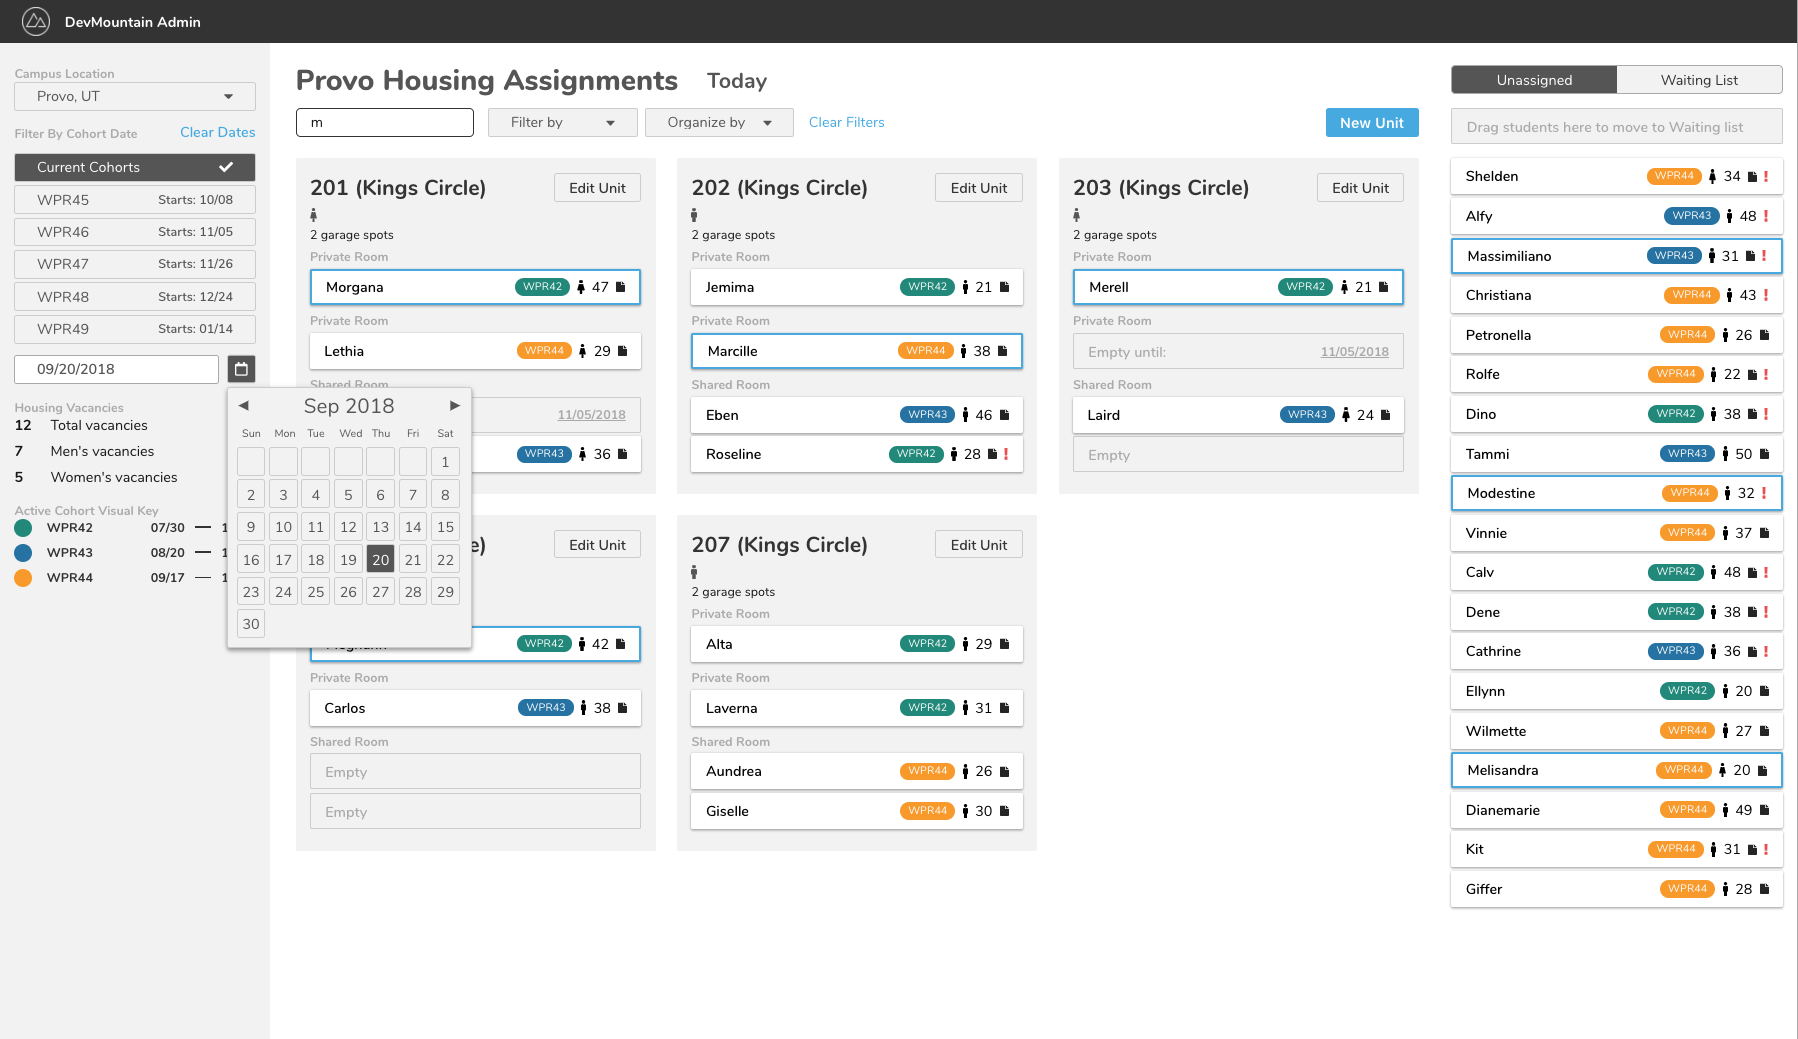 DevMountain Admin
Campus Location
Provo, UT
Filter By Cohort Date
Clear Dates
Current Cohorts
WPR45 Starts: 10/08
WPR46 Starts: 11/05
WPR47 Starts: 11/26
WPR48 Starts: 12/24
WPR49 Starts: 01/14
09/20/2018
Housing Vacancies
12 Total vacancies
7 Men's vacancies
5 Women's vacancies
Active Cohort Visual Key
WPR42 07/30 —
WPR43 08/20 —
WPR44 09/17 —
Sep 2018
Sun Mon Tue Wed Thu Fri Sat
1
2 3 4 5 6 7 8
9 10 11 12 13 14 15
16 17 18 19 20 21 22
23 24 25 26 27 28 29
30
Provo Housing Assignments Today
m
Filter by
Organize by
Clear Filters
New Unit
201 (Kings Circle)
Edit Unit
2 garage spots
Private Room
Morgana WPR42 47
Private Room
Lethia WPR44 29
Shared Room
11/05/2018
WPR43 36
202 (Kings Circle)
Edit Unit
2 garage spots
Private Room
Jemima WPR42 21
Private Room
Marcille WPR44 38
Shared Room
Eben WPR43 46
Roseline WPR42 28 !
203 (Kings Circle)
Edit Unit
2 garage spots
Private Room
Merell WPR42 21
Private Room
Empty until: 11/05/2018
Shared Room
Laird WPR43 24
Empty
Edit Unit
WPR42 42
Private Room
Carlos WPR43 38
Shared Room
Empty
Empty
207 (Kings Circle)
Edit Unit
2 garage spots
Private Room
Alta WPR42 29
Private Room
Laverna WPR42 31
Shared Room
Aundrea WPR44 26
Giselle WPR44 30
Unassigned
Waiting List
Drag students here to move to Waiting list
Shelden WPR44 34 !
Alfy WPR43 48 !
Massimiliano WPR43 31 !
Christiana WPR44 43 !
Petronella WPR44 26
Rolfe WPR44 22 !
Dino WPR42 38 !
Tammi WPR43 50
Modestine WPR44 32 !
Vinnie WPR44 37
Calv WPR42 48 !
Dene WPR42 38 !
Cathrine WPR43 36 !
Ellynn WPR42 20
Wilmette WPR44 27
Melisandra WPR44 20
Dianemarie WPR44 49
Kit WPR44 31 !
Giffer WPR44 28